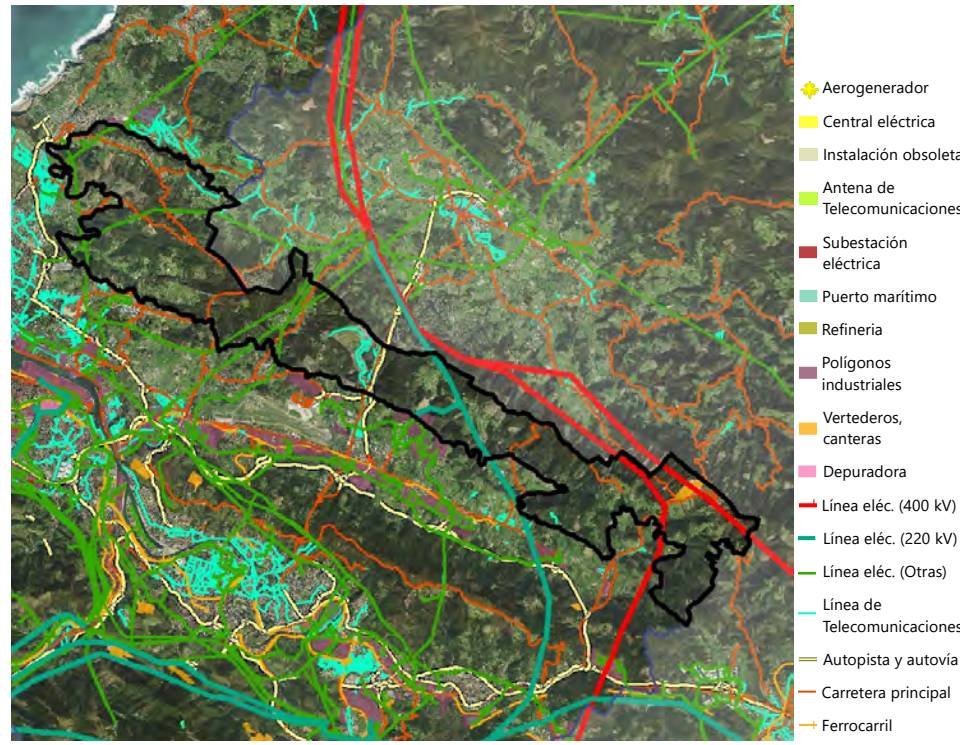 Aerogenerador
Central eléctrica
Instalación obsoleta
Antena de
Telecomunicaciones
Subestación
eléctrica
Puerto marítimo
Refineria
Polígonos
industriales
Vertederos,
canteras
Depuradora
Línea eléc. (400 kV)
Línea eléc. (220 kV)
Línea eléc. (Otras)
Línea de
Telecomunicaciones
Autopista y autovía
Carretera principal
Ferrocarril